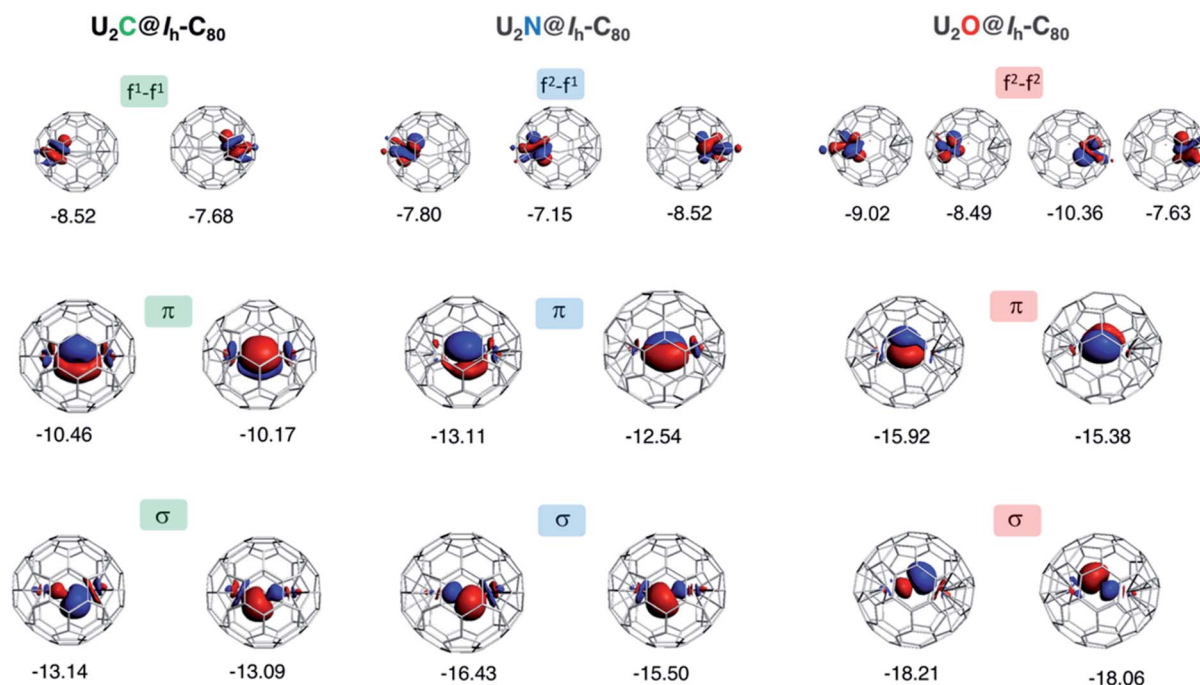 U₂C@Iₕ-C₈₀ U₂N@Iₕ-C₈₀ U₂O@Iₕ-C₈₀
f¹-f¹ f²-f¹ f²-f²
-8.52 -7.68 -7.80 -7.15 -8.52 -9.02 -8.49 -10.36 -7.63
π π π
-10.46 -10.17 -13.11 -12.54 -15.92 -15.38
σ σ σ
-13.14 -13.09 -16.43 -15.50 -18.21 -18.06